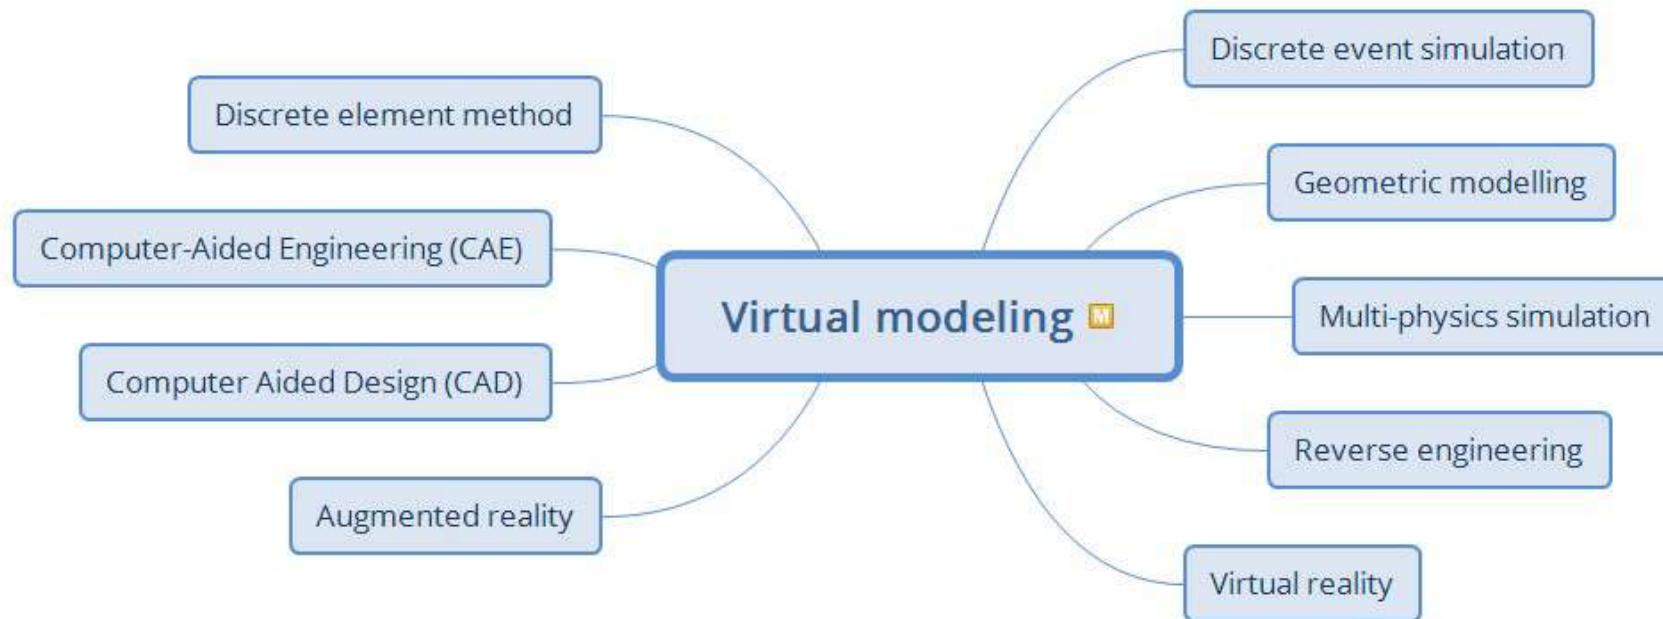 Discrete event simulation
Discrete element method
Geometric modelling
Computer-Aided Engineering (CAE)
Virtual modeling M
Multi-physics simulation
Computer Aided Design (CAD)
Reverse engineering
Augmented reality
Virtual reality